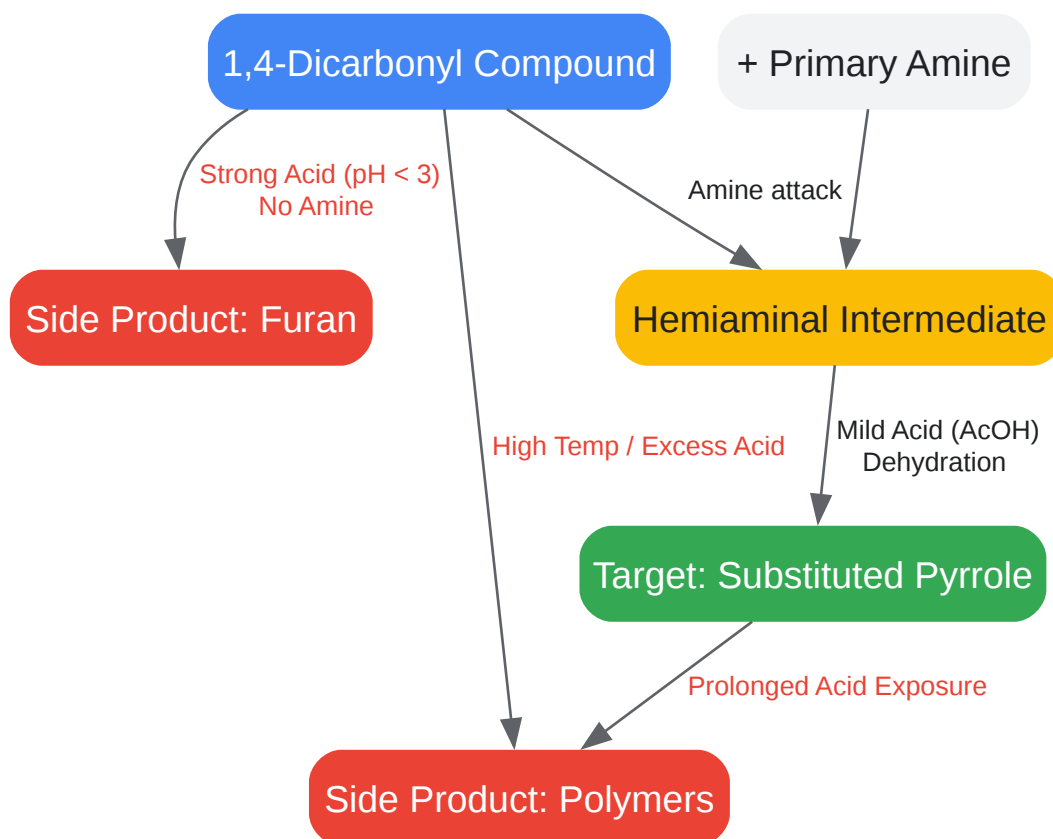 1,4-Dicarbonyl Compound
+ Primary Amine
Strong Acid (pH < 3)
No Amine
Amine attack
Side Product: Furan
Hemiaminal Intermediate
High Temp / Excess Acid
Mild Acid (AcOH)
Dehydration
Target: Substituted Pyrrole
Prolonged Acid Exposure
Side Product: Polymers